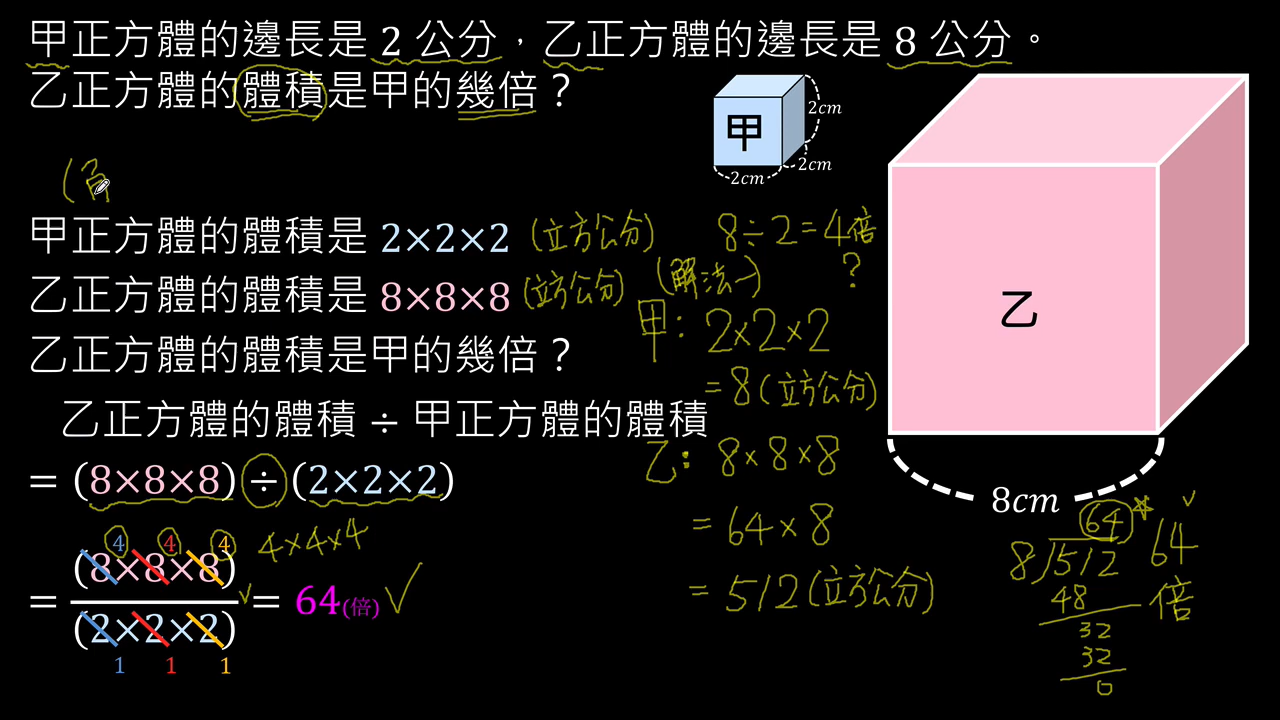 甲正方體的邊長是 2 公分，乙正方體的邊長是 8 公分。
乙正方體的體積是甲的幾倍？
甲
2cm
2cm
2cm
(
甲正方體的體積是 2×2×2 (立方公分)
8÷2=4倍
?
乙正方體的體積是 8×8×8 (立方公分)
(解法一)
甲: 2×2×2
=8(立方公分)
乙正方體的體積是甲的幾倍？
乙正方體的體積 ÷ 甲正方體的體積
= (8×8×8) ÷ (2×2×2)
4 4 4
4×4×4
= (8×8×8)
(2×2×2)
1 1 1
= 64(倍) ✓
乙: 8×8×8
=64×8
=512(立方公分)
乙
8cm
64
8)512
48
32
32
0
64
倍